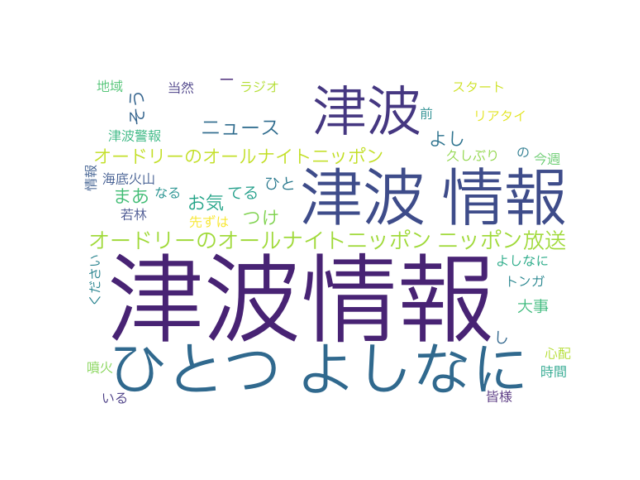 地域
当然
ー
ラジオ
スタート
そう
津波
前
リアタイ
津波警報
ニュース
よし
オードリーのオールナイトニッポン
久しぶり
の
今週
情報
海底火山
なる
てる
ひと
津波 情報
まあ
お気
若林
先ずは
つけ
オードリーのオールナイトニッポン ニッポン放送
ください
津波情報
よしなに
トンガ
大事
し
ひとつ よしなに
心配
噴火
時間
いる
皆様